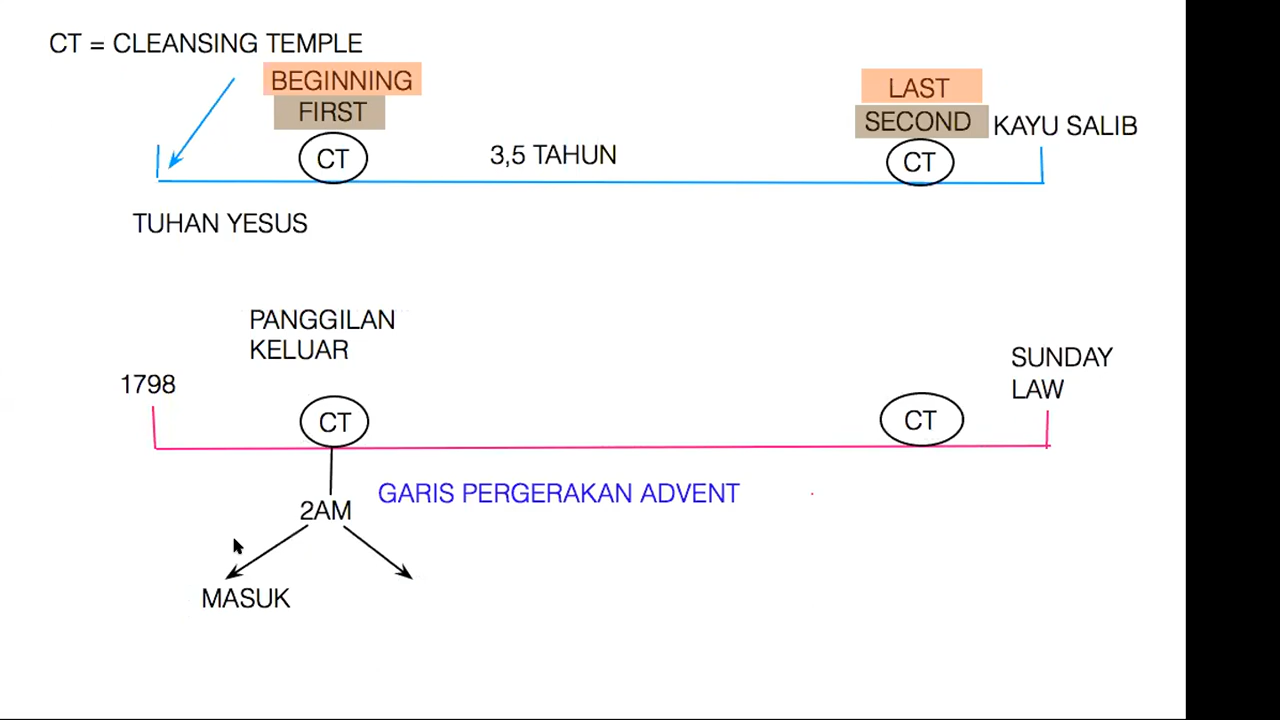 CT = CLEANSING TEMPLE
BEGINNING
FIRST
CT
3,5 TAHUN
LAST
SECOND
CT
KAYU SALIB
TUHAN YESUS
PANGGILAN
KELUAR
1798
CT
CT
SUNDAY
LAW
GARIS PERGERAKAN ADVENT
2AM
MASUK